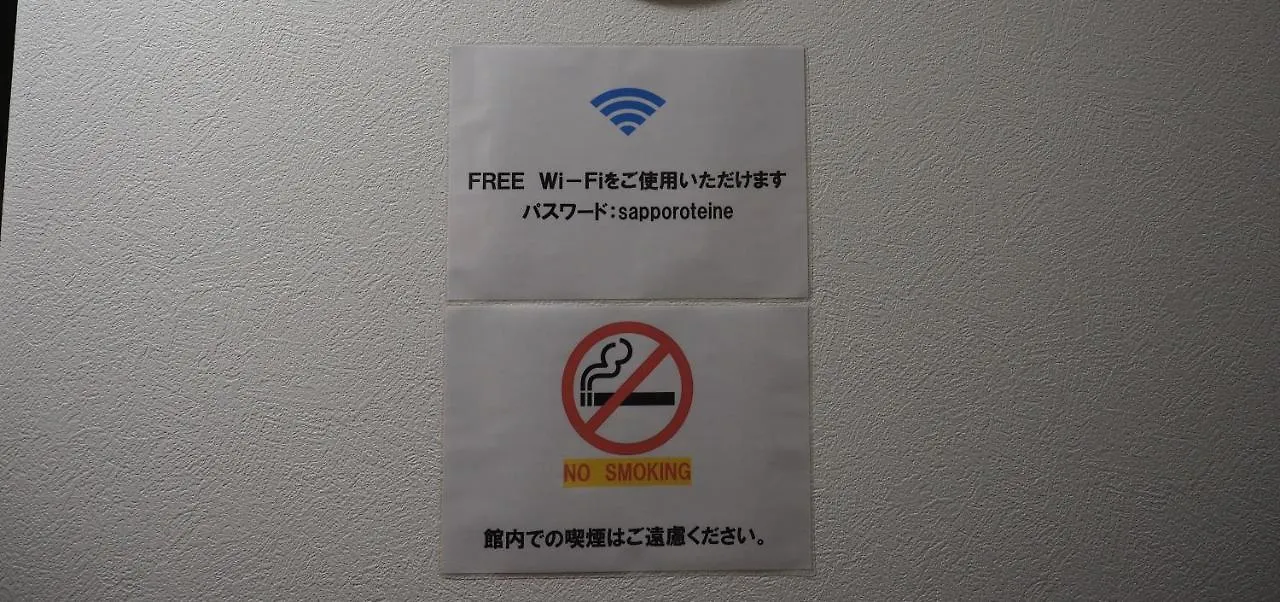 FREE Wi-Fiをご使用いただけます
パスワード:sapporoteine
NO SMOKING
館内での喫煙はご遠慮ください。